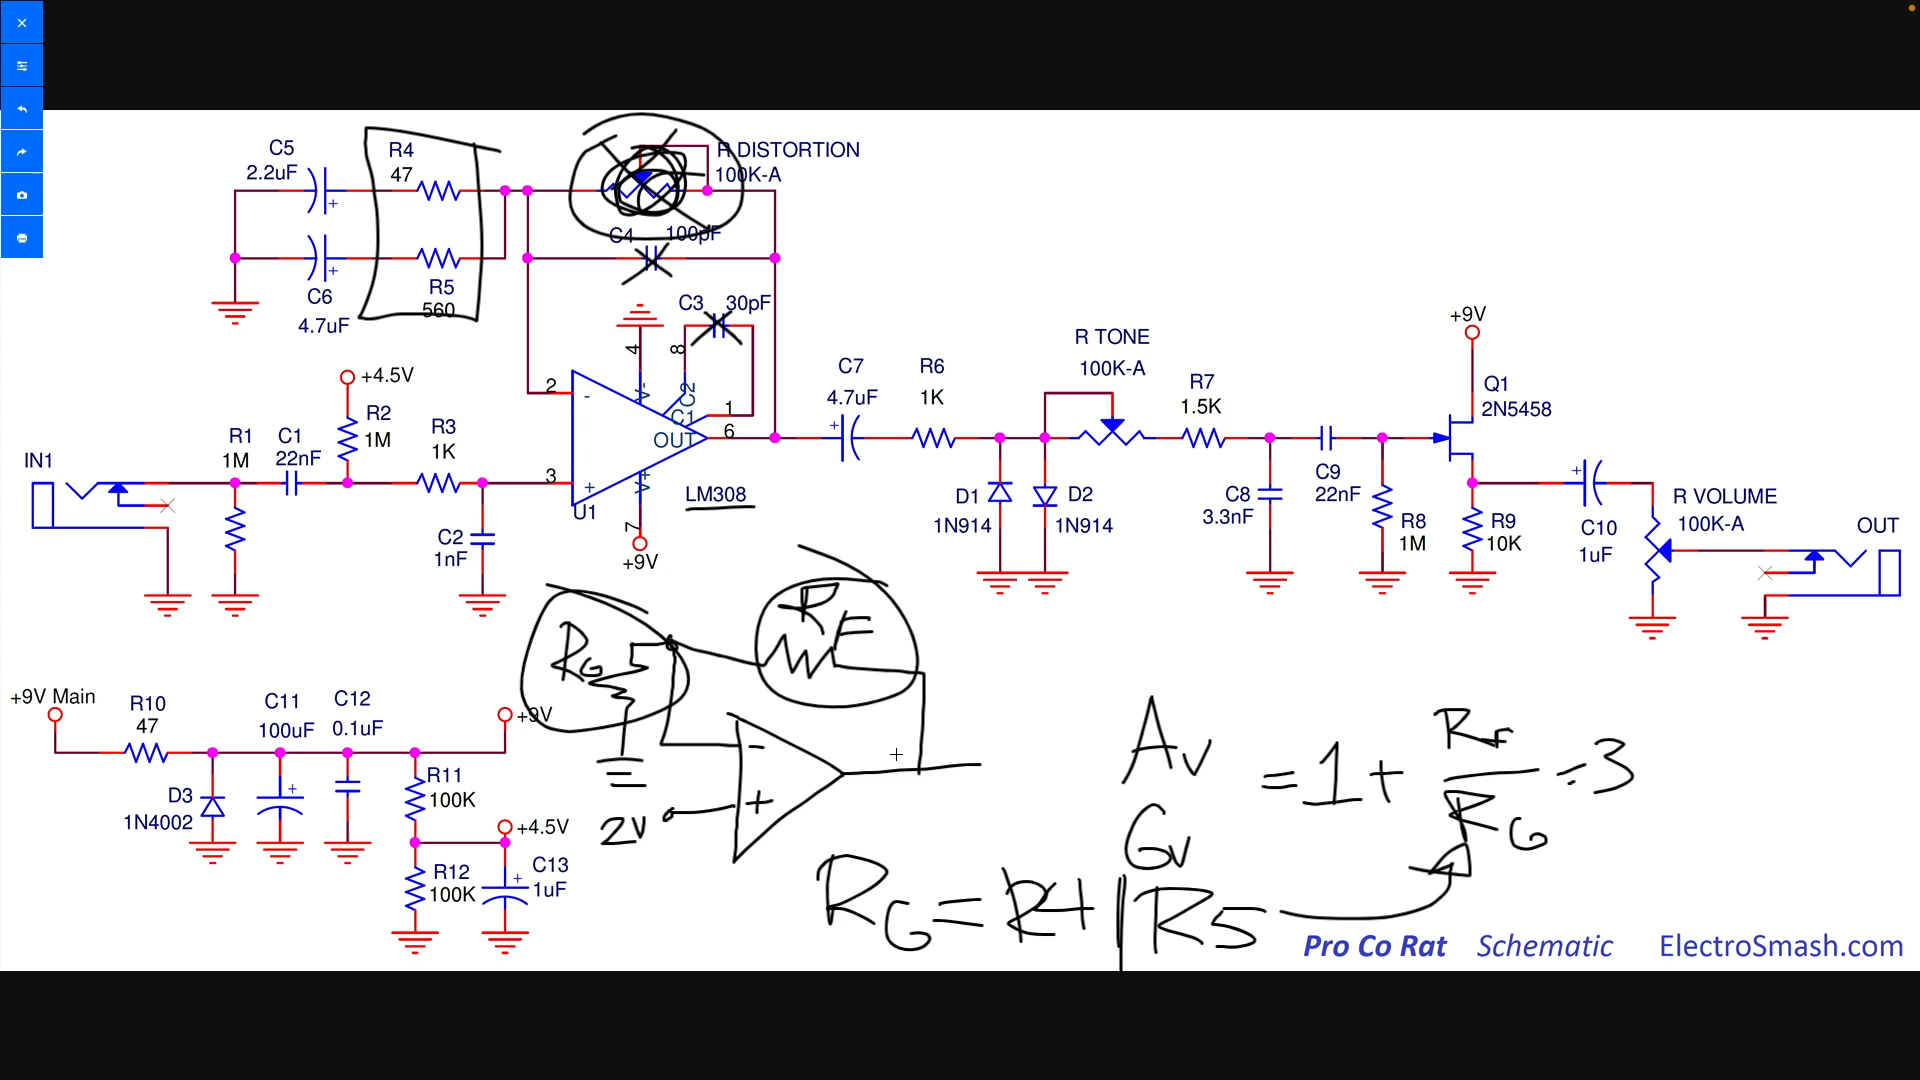 C5
2.2uF
R4
47
+
R DISTORTION
100K-A
C4
100pF
+
C6
4.7uF
R5
560
C3
30pF
+4.5V
R2
1M
R1
1M
C1
22nF
R3
1K
IN1
C2
1nF
2
-
4
V-
8
C2
C1
1
OUT
6
3
+
V+
U1
7
+9V
LM308
C7
4.7uF
+
R6
1K
D1
1N914
D2
1N914
R TONE
100K-A
R7
1.5K
C8
3.3nF
C9
22nF
+9V
Q1
2N5458
R8
1M
R9
10K
+
C10
1uF
R VOLUME
100K-A
OUT
+9V Main
R10
47
C11
100uF
C12
0.1uF
+9V
D3
1N4002
+
R11
100K
+4.5V
R12
100K
+
C13
1uF
RG
RF
-
+
2V
AV
GV
= 1 + RF
RG
= 3
RG = R4 || R5
Pro Co Rat Schematic ElectroSmash.com